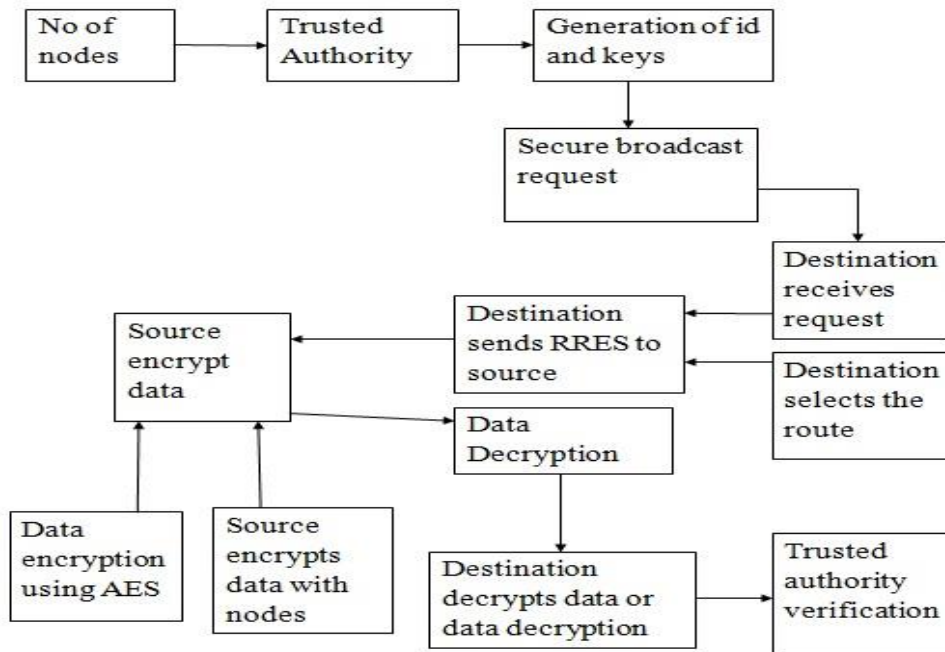 No of
nodes
Trusted
Authority
Generation of id
and keys
Secure broadcast
request
Destination
receives
request
Destination
sends RRES to
source
Source
encrypt
data
Destination
selects the
route
Data
Decryption
Data
encryption
using AES
Source
encrypts
data with
nodes
Destination
decrypts data or
data decryption
Trusted
authority
verification